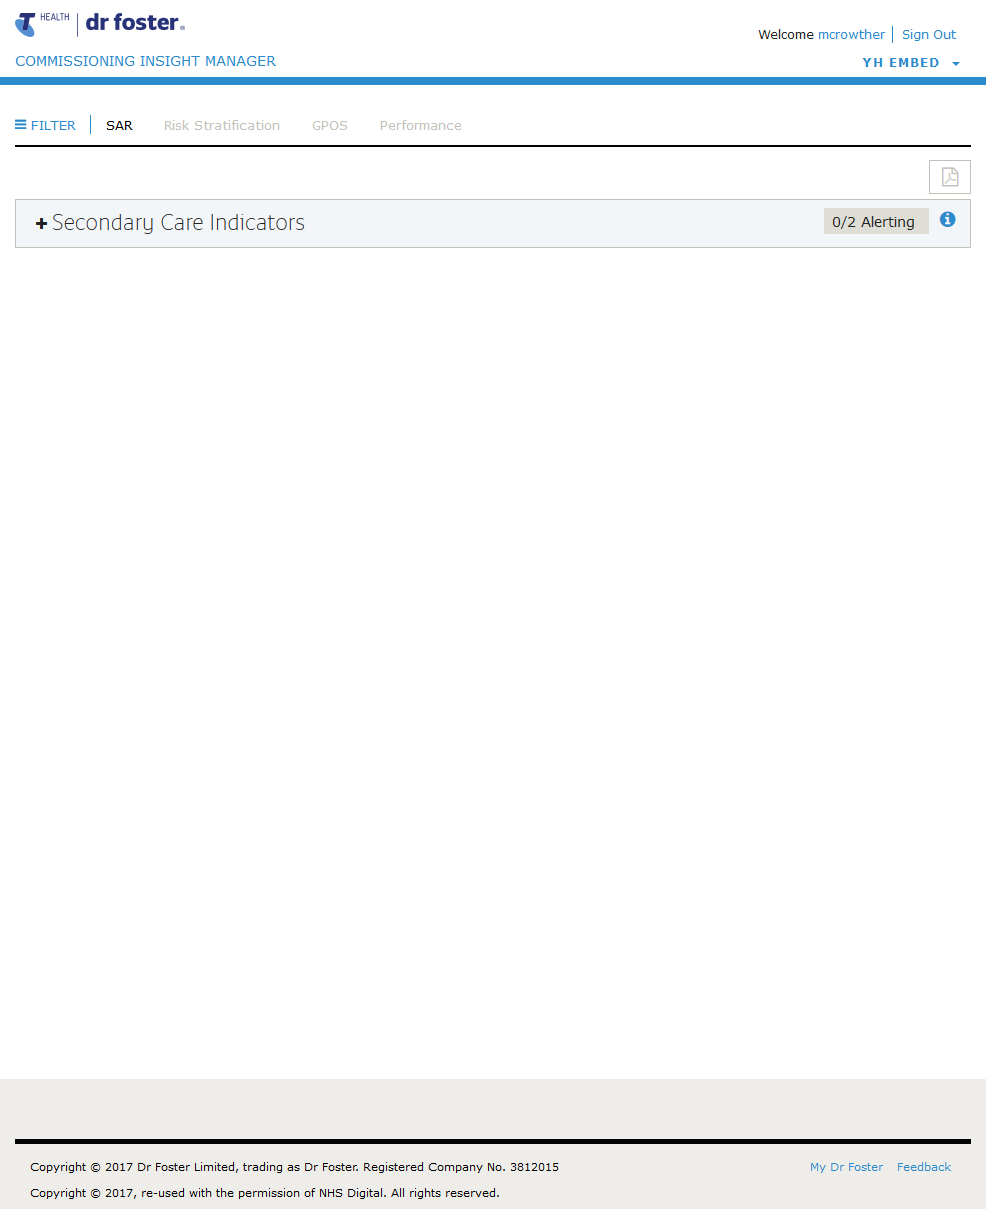 T HEALTH dr foster®
Welcome mcrowther Sign Out
COMMISSIONING INSIGHT MANAGER
YH EMBED
FILTER SAR Risk Stratification GPOS Performance
Secondary Care Indicators 0/2 Alerting
Copyright © 2017 Dr Foster Limited, trading as Dr Foster. Registered Company No. 3812015 My Dr Foster Feedback
Copyright © 2017, re-used with the permission of NHS Digital. All rights reserved.